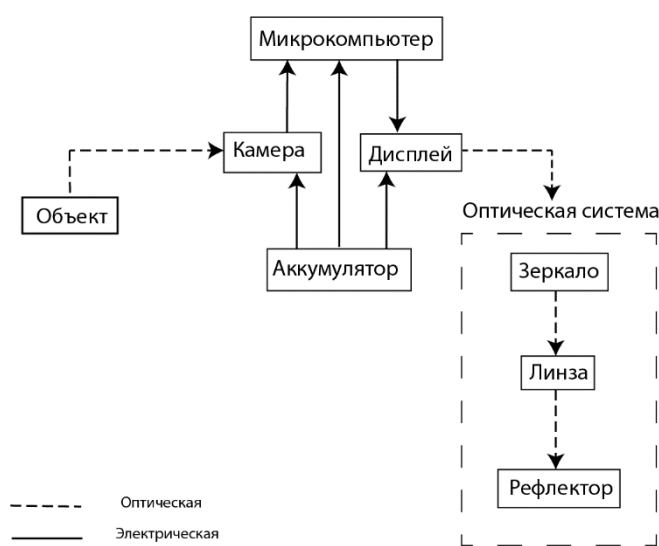 Микрокомпьютер
Камера
Дисплей
Объект
Оптическая система
Аккумулятор
Зеркало
Линза
Рефлектор
Оптическая
Электрическая